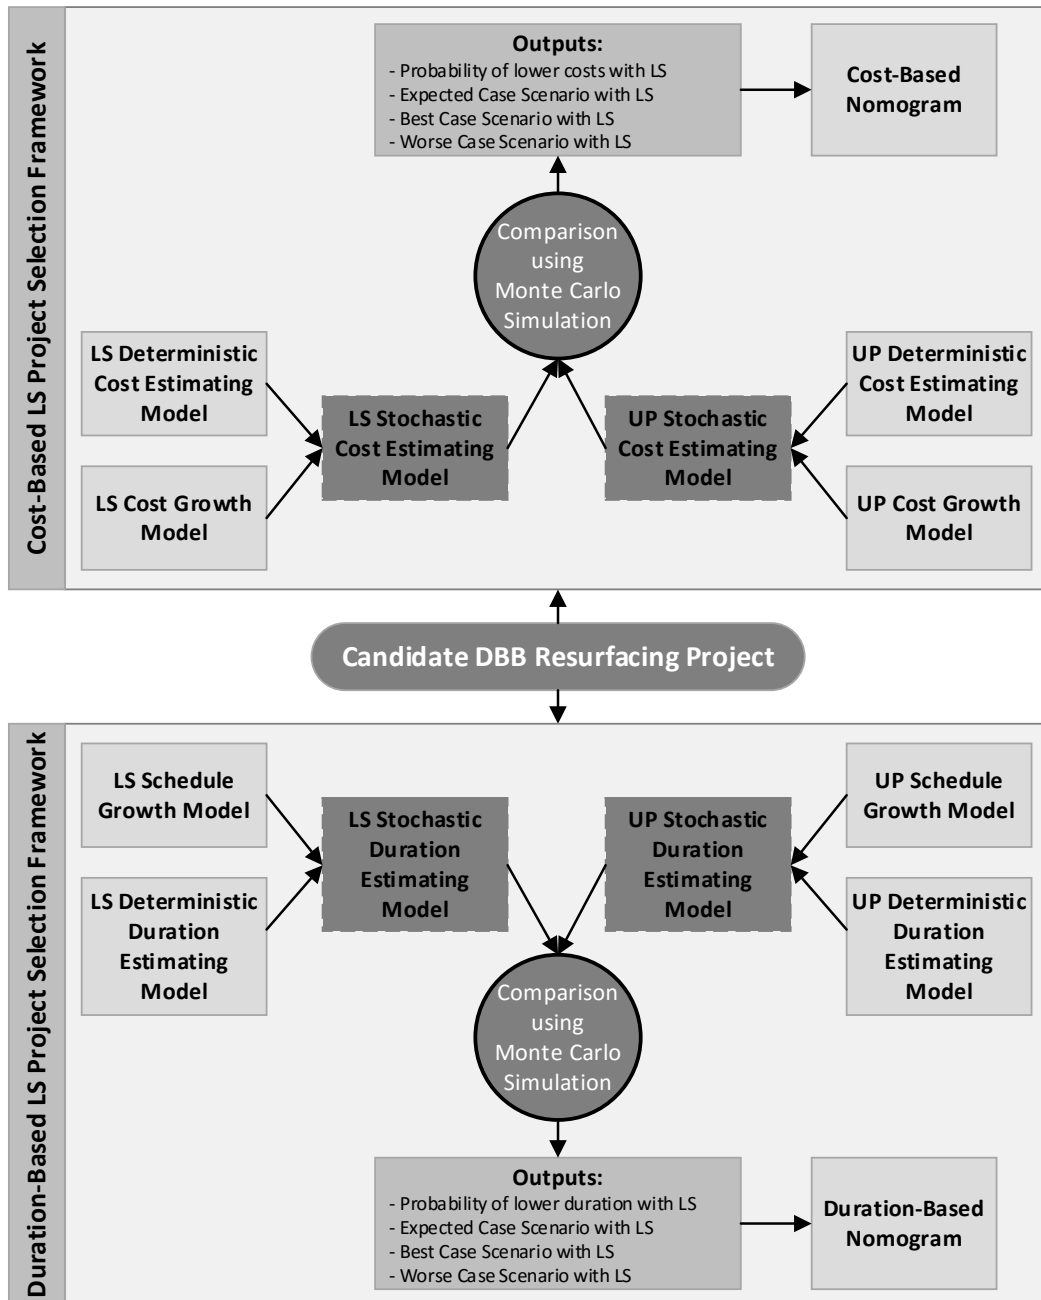 Cost-Based LS Project Selection Framework
Outputs:
- Probability of lower costs with LS
- Expected Case Scenario with LS
- Best Case Scenario with LS
- Worse Case Scenario with LS
Cost-Based
Nomogram
Comparison
using
Monte Carlo
Simulation
LS Deterministic
Cost Estimating
Model
LS Cost Growth
Model
LS Stochastic
Cost Estimating
Model
UP Stochastic
Cost Estimating
Model
UP Deterministic
Cost Estimating
Model
UP Cost Growth
Model
Candidate DBB Resurfacing Project
Duration-Based LS Project Selection Framework
LS Schedule
Growth Model
LS Deterministic
Duration
Estimating
Model
LS Stochastic
Duration
Estimating
Model
UP Stochastic
Duration
Estimating
Model
UP Schedule
Growth Model
UP Deterministic
Duration
Estimating
Model
Comparison
using
Monte Carlo
Simulation
Outputs:
- Probability of lower duration with LS
- Expected Case Scenario with LS
- Best Case Scenario with LS
- Worse Case Scenario with LS
Duration-Based
Nomogram